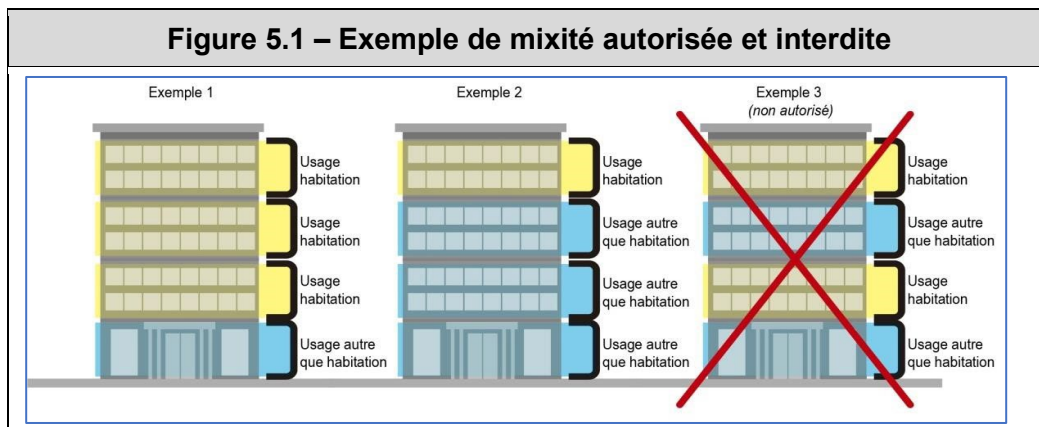 Figure 5.1 – Exemple de mixité autorisée et interdite
Exemple 1
Usage
habitation
Usage
habitation
Usage
habitation
Usage autre
que habitation
Exemple 2
Usage
habitation
Usage autre
que habitation
Usage autre
que habitation
Usage autre
que habitation
Exemple 3
(non autorisé)
Usage
habitation
Usage autre
que habitation
Usage
habitation
Usage autre
que habitation